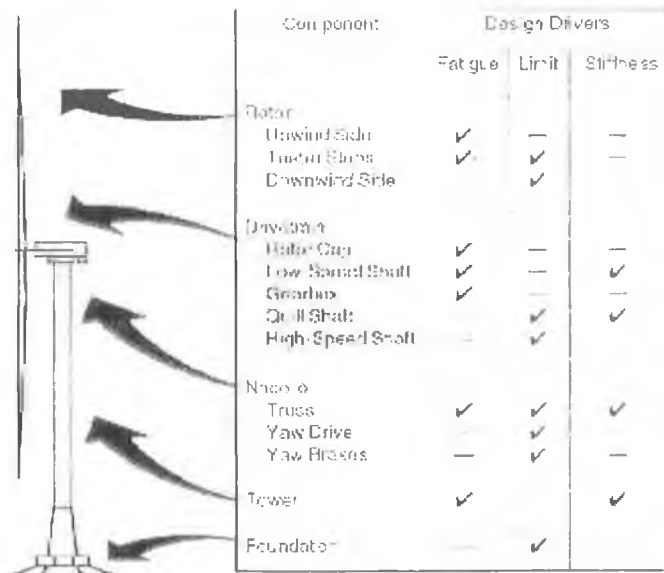 Component Design Drivers
Fatigue Limit Stiffness
Rotor
Upwind Side ✓ — —
✓ ✓ —
Downwind Side ✓
Drivetrain
Rotor ✓ — —
Low-Speed Shaft ✓ — ✓
Gearbox ✓ — —
Quill Shaft ✓ ✓
High-Speed Shaft — ✓
Nacelle
Truss ✓ ✓ ✓
Yaw Drive — ✓
Yaw Brakes — ✓ —
Tower ✓ ✓
Foundation — ✓